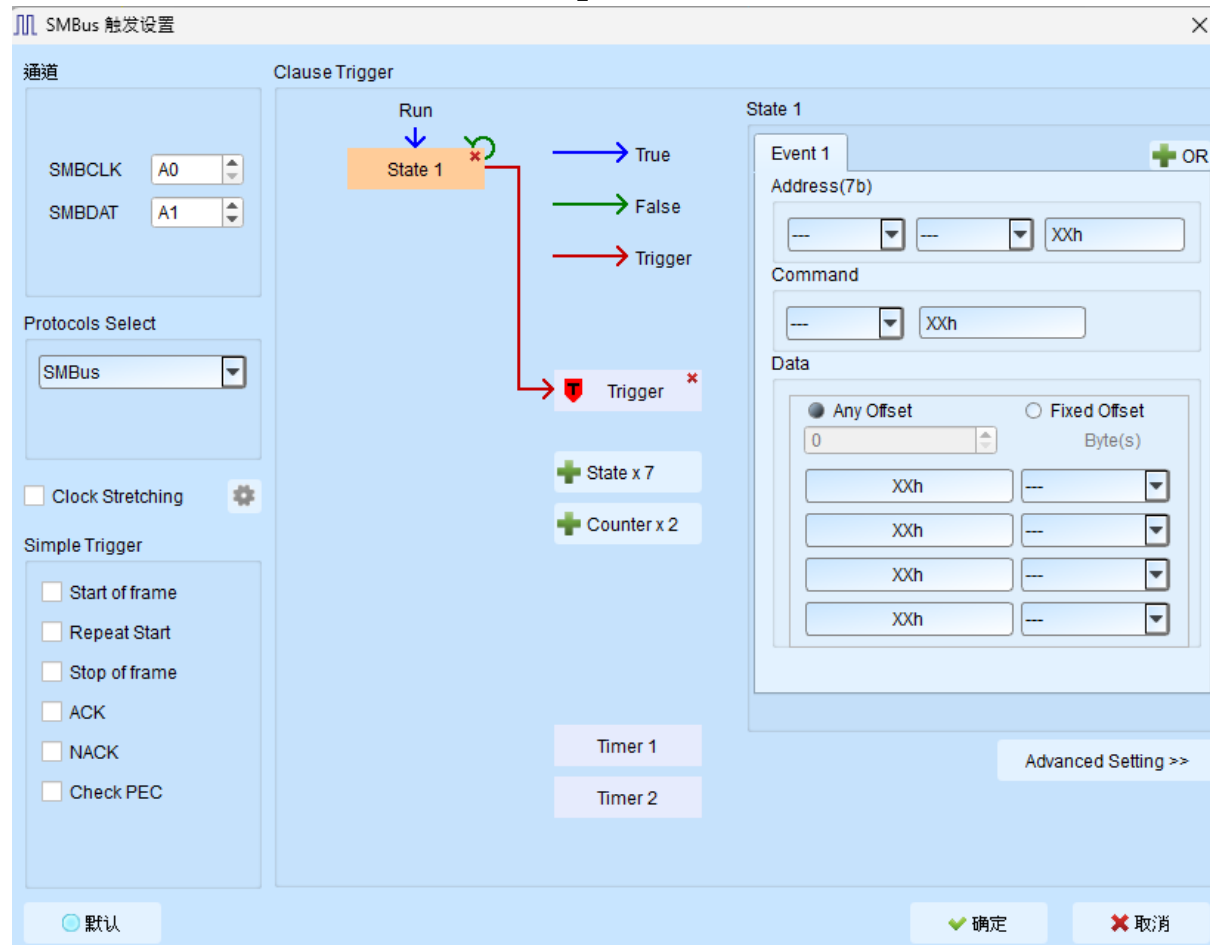 SMBus 触发设置
通道
SMBCLK A0
SMBDAT A1
Protocols Select
SMBus
Clock Stretching
Simple Trigger
Start of frame
Repeat Start
Stop of frame
ACK
NACK
Check PEC
Clause Trigger
Run
State 1
True
False
Trigger
T Trigger
State x 7
Counter x 2
Timer 1
Timer 2
State 1
Event 1 OR
Address(7b)
--- --- XXh
Command
--- XXh
Data
Any Offset Fixed Offset
0 Byte(s)
XXh ---
XXh ---
XXh ---
XXh ---
Advanced Setting >>
默认 确定 取消